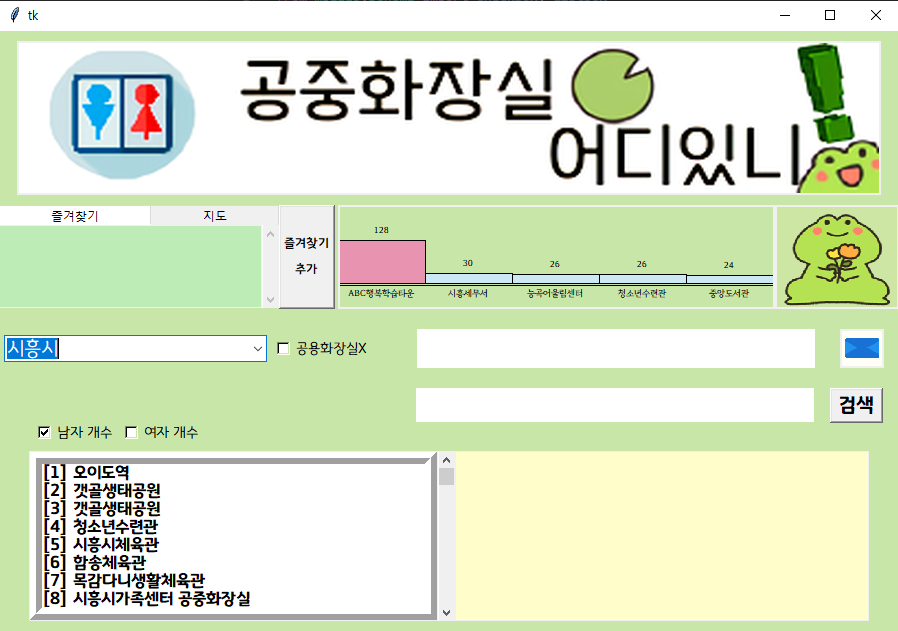 tk
공중화장실
어디있니!
즐겨찾기 지도
즐겨찾기
추가
128 30 26 26 24
ABC행복학습타운 시흥세무서 능곡어울림센터 청소년수련관 중앙도서관
시흥시 공용화장실X
검색
남자 개수 여자 개수
[1] 오이도역
[2] 갯골생태공원
[3] 갯골생태공원
[4] 청소년수련관
[5] 시흥시체육관
[6] 함송체육관
[7] 목감다니생활체육관
[8] 시흥시가족센터 공중화장실